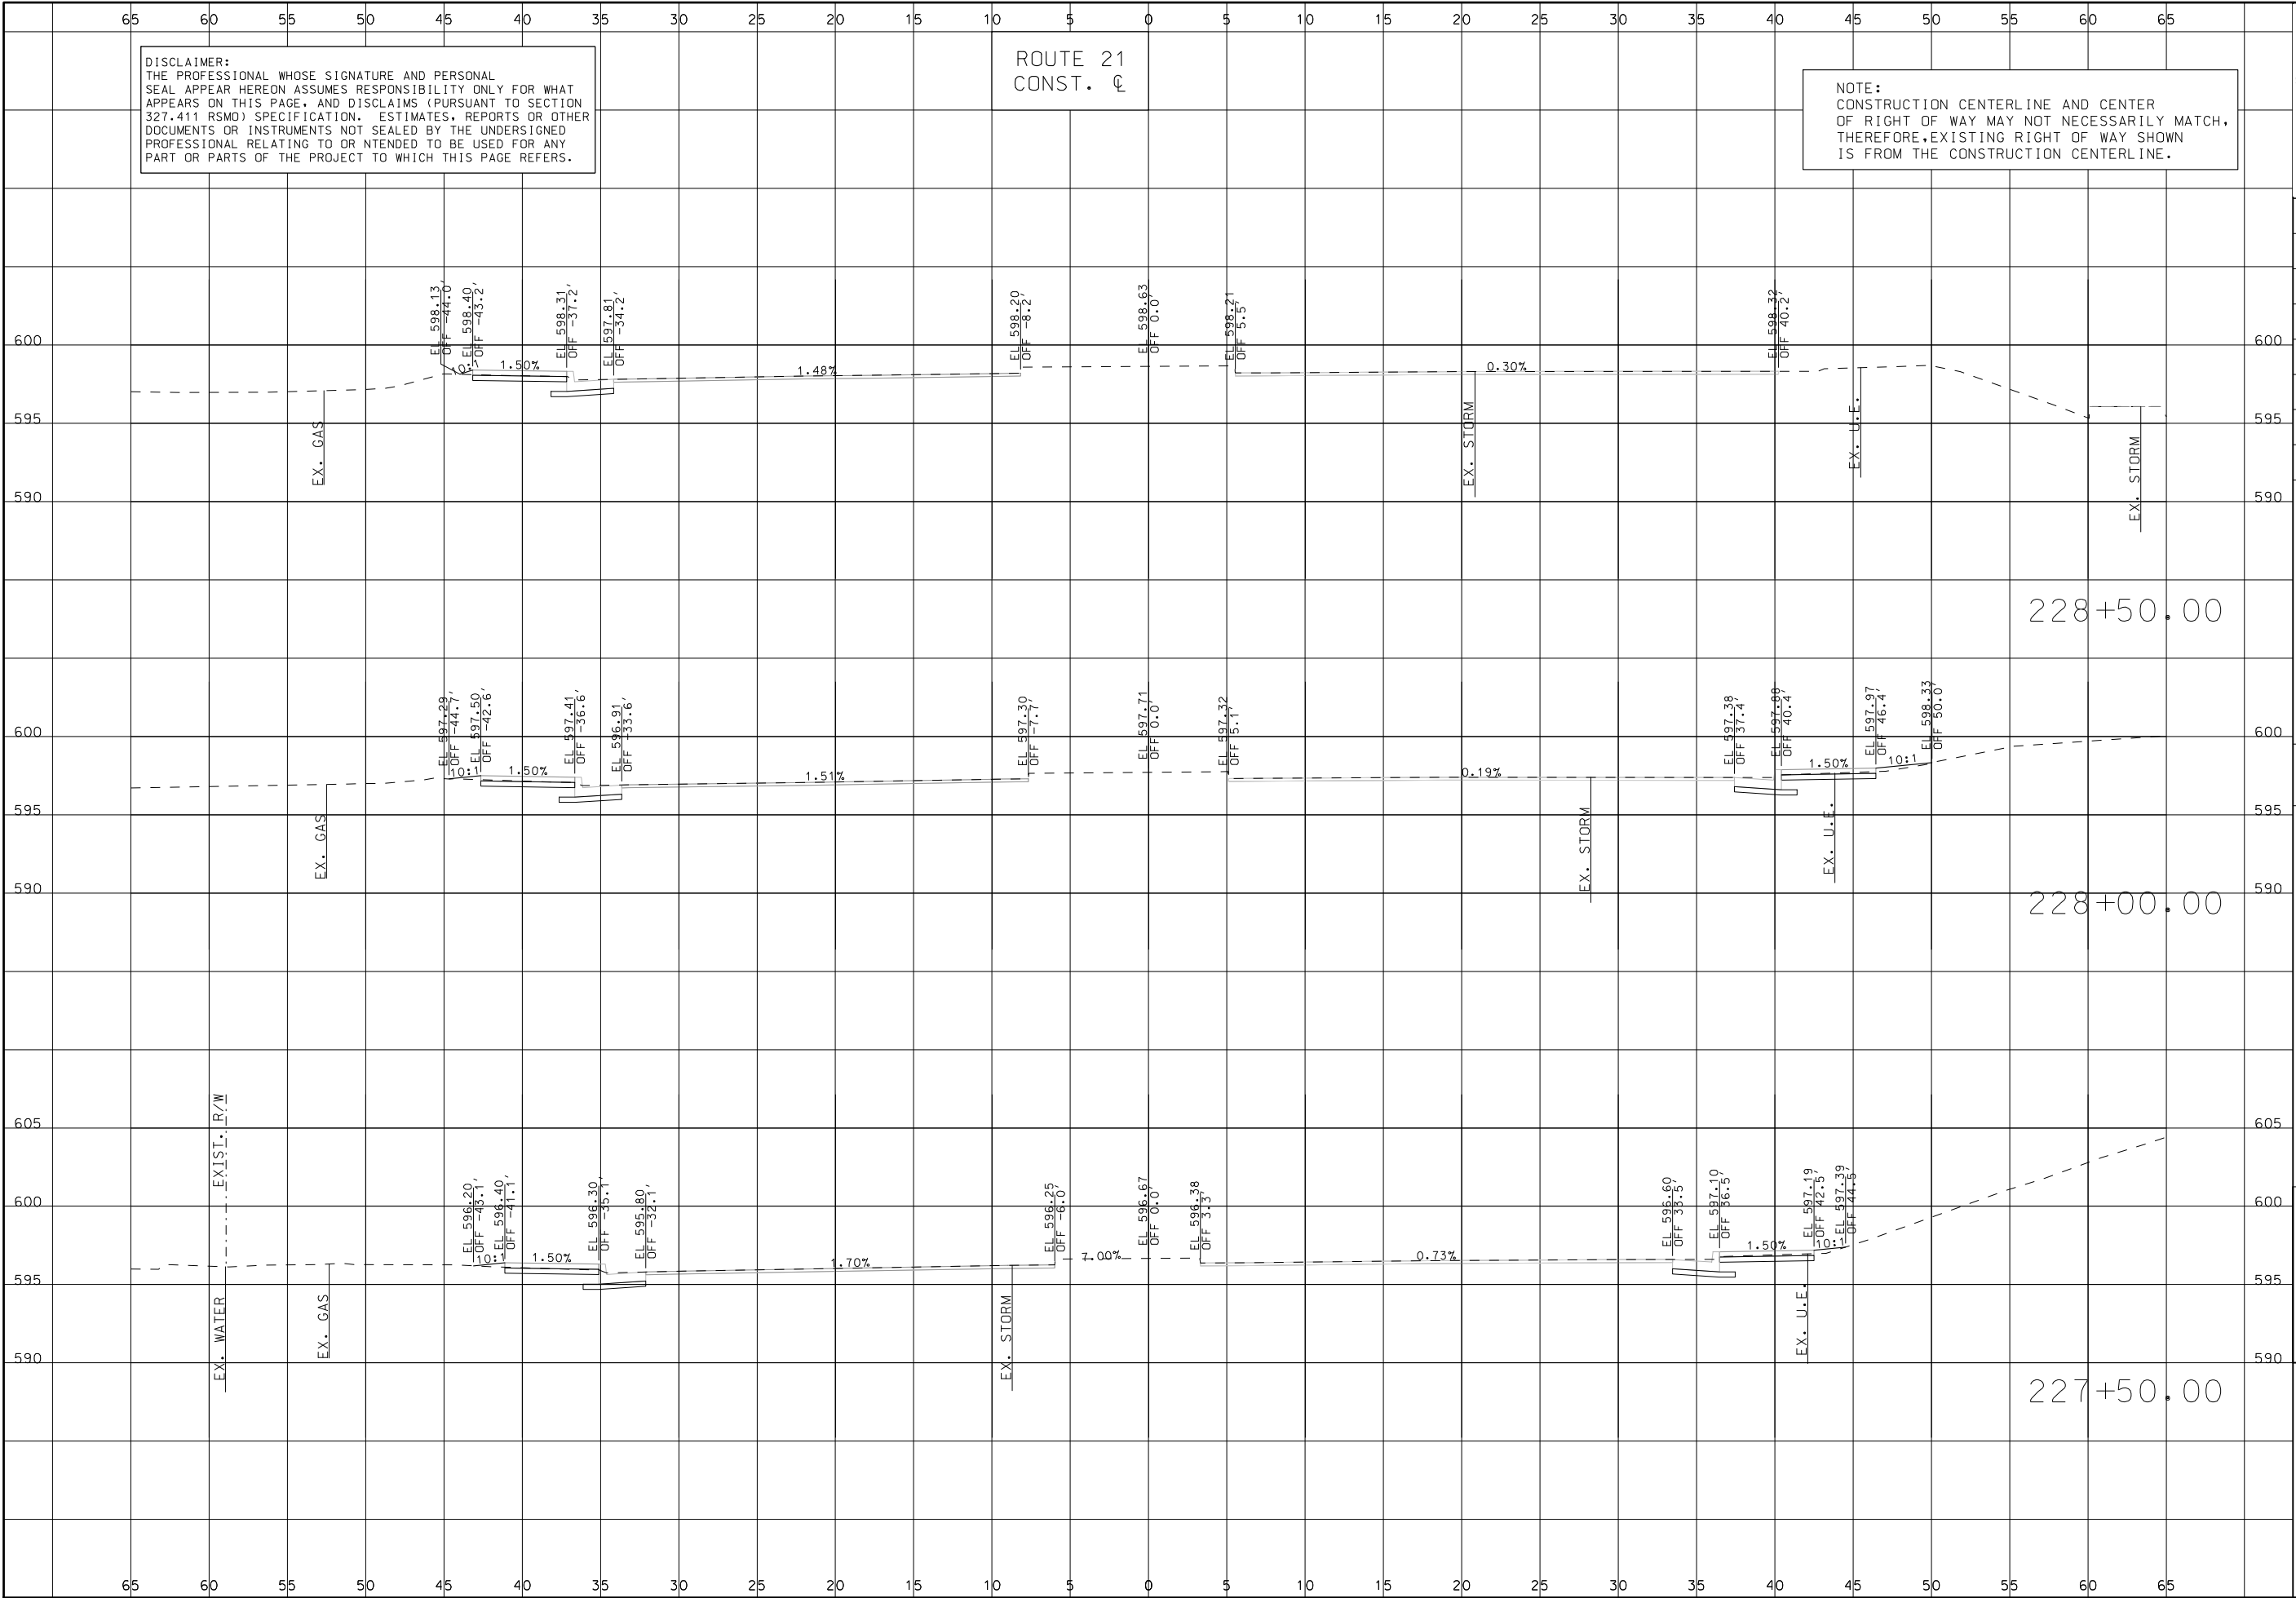 65 60 55 50 45 40 35 30 25 20 15 10 5 0 5 10 15 20 25 30 35 40 45 50 55 60 65
DISCLAIMER:
THE PROFESSIONAL WHOSE SIGNATURE AND PERSONAL
SEAL APPEAR HEREON ASSUMES RESPONSIBILITY ONLY FOR WHAT
APPEARS ON THIS PAGE, AND DISCLAIMS (PURSUANT TO SECTION
327.411 RSMO) SPECIFICATION. ESTIMATES, REPORTS OR OTHER
DOCUMENTS OR INSTRUMENTS NOT SEALED BY THE UNDERSIGNED
PROFESSIONAL RELATING TO OR NTENDED TO BE USED FOR ANY
PART OR PARTS OF THE PROJECT TO WHICH THIS PAGE REFERS.
ROUTE 21
CONST. ℄
NOTE:
CONSTRUCTION CENTERLINE AND CENTER
OF RIGHT OF WAY MAY NOT NECESSARILY MATCH,
THEREFORE,EXISTING RIGHT OF WAY SHOWN
IS FROM THE CONSTRUCTION CENTERLINE.
EL 598.13
OFF -44.0'
EL 598.40
OFF -43.2'
EL 598.31
OFF -37.2'
EL 597.81
OFF -34.2'
EL 598.20
OFF -8.2'
EL 598.63
OFF 0.0'
EL 598.21
OFF 5.5'
EL 598.32
OFF 40.2'
600 600
10:1 1.50% 1.48% 0.30%
595 595
EX. GAS
EX. STORM
EX. U.E.
EX. STORM
590 590
228+50.00
EL 597.29
OFF -44.7'
EL 597.50
OFF -42.6'
EL 597.41
OFF -36.6'
EL 596.91
OFF -33.6'
EL 597.30
OFF -7.7'
EL 597.71
OFF 0.0'
EL 597.32
OFF 5.1'
EL 597.38
OFF 37.4'
EL 597.88
OFF 40.4'
EL 597.97
OFF 46.4'
EL 598.33
OFF 50.0'
600 600
10:1 1.50% 1.51% 0.19% 1.50% 10:1
595 595
EX. GAS
EX. STORM
EX. U.E.
590 590
228+00.00
EXIST. R/W
605 605
EL 596.20
OFF -43.1'
EL 596.40
OFF -41.1'
EL 596.30
OFF -35.1'
EL 595.80
OFF -32.1'
EL 596.25
OFF -6.0'
EL 596.67
OFF 0.0'
EL 596.38
OFF 3.3'
EL 596.60
OFF 33.5'
EL 597.10
OFF 36.5'
EL 597.19
OFF 42.5'
EL 597.39
OFF 44.5'
600 600
10:1 1.50% 1.70% 7.00% 0.73% 1.50% 10:1
595 595
EX. WATER
EX. GAS
EX. STORM
EX. U.E.
590 590
227+50.00
65 60 55 50 45 40 35 30 25 20 15 10 5 0 5 10 15 20 25 30 35 40 45 50 55 60 65